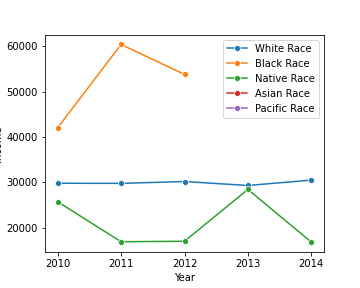 60000
50000
40000
30000
20000
White Race
Black Race
Native Race
Asian Race
Pacific Race
2010 2011 2012 2013 2014
Year